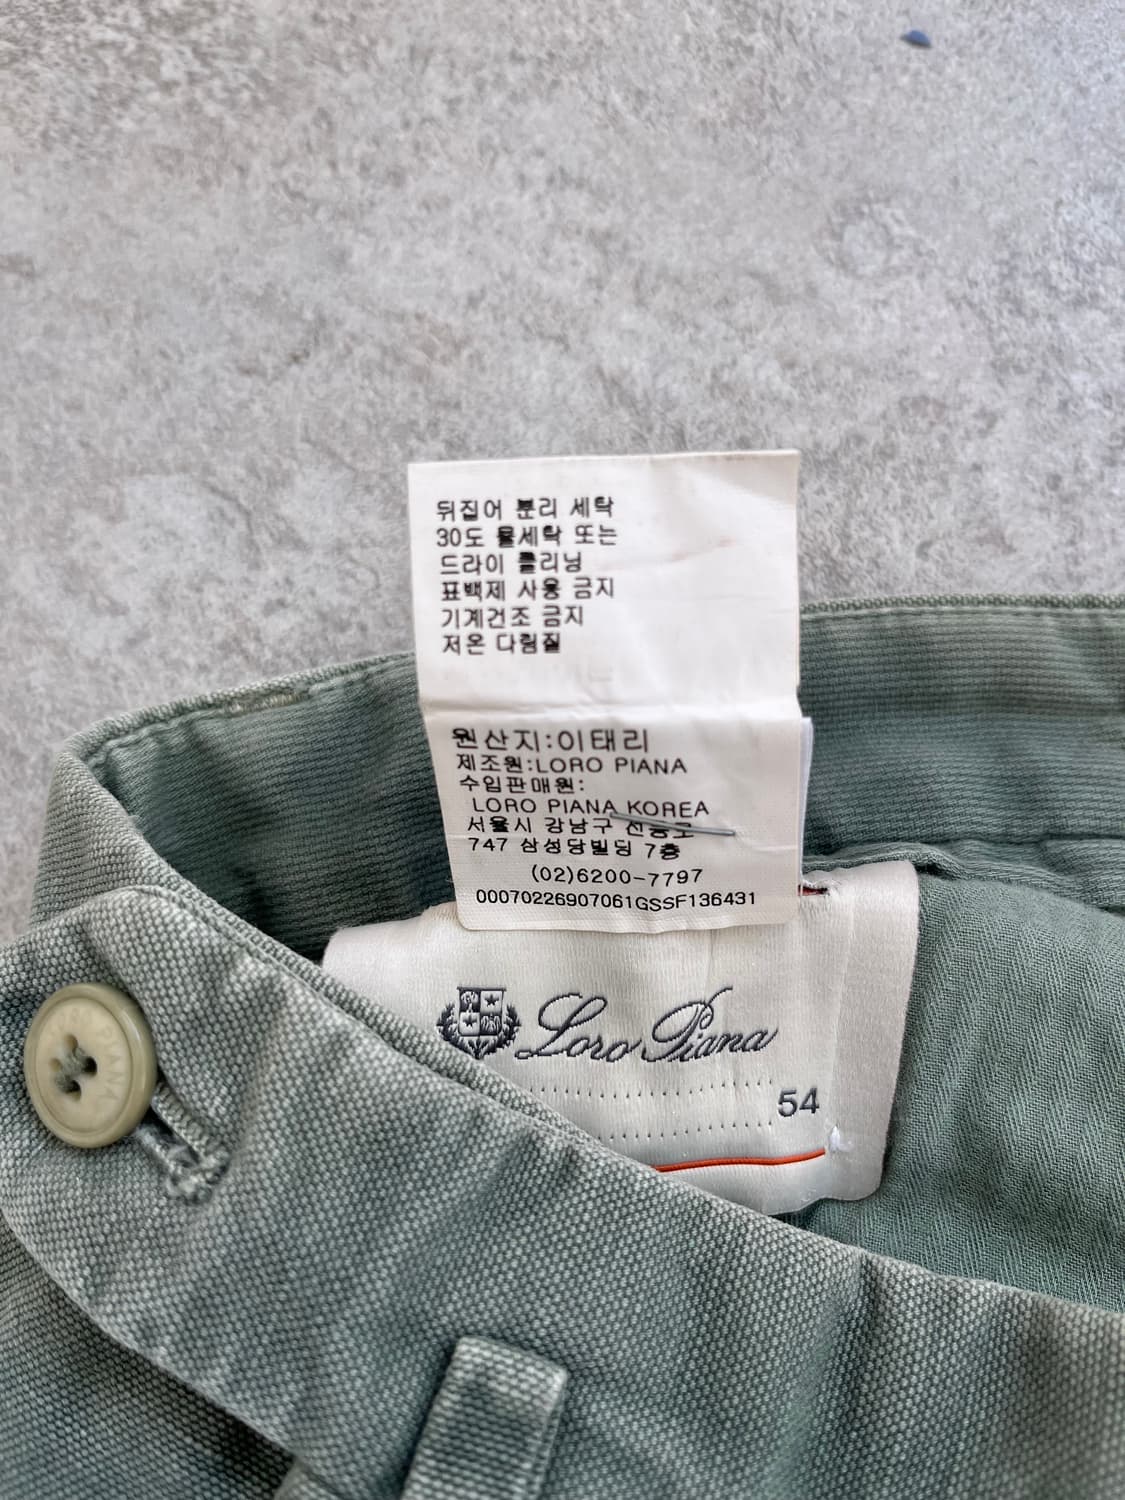 뒤집어 분리 세탁
30도 물세탁 또는
드라이 클리닝
표백제 사용 금지
기계건조 금지
저온 다림질
원산지:이태리
제조원:LORO PIANA
수입판매원:
LORO PIANA KOREA
서울시 강남구
747 삼성당빌딩 7층
(02)6200-7797
00070226907061GSSF136431
Loro Piana
54
PIANA